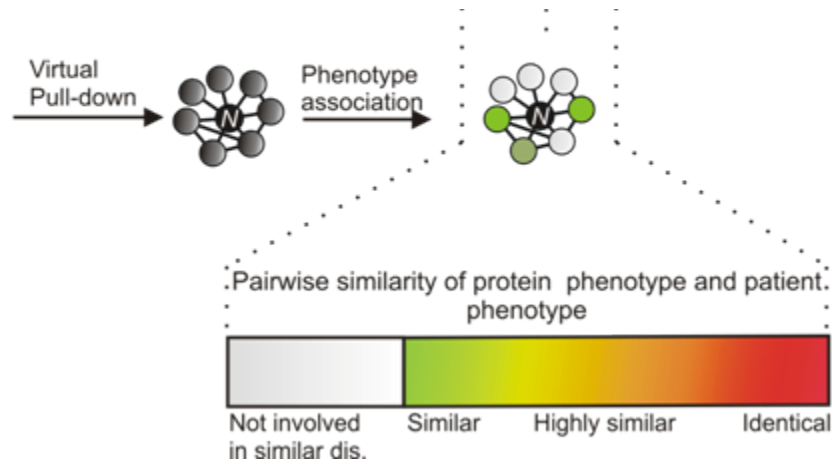 Virtual
Pull-down
N
Phenotype
association
N
Pairwise similarity of protein phenotype and patient
phenotype
Not involved
in similar dis.
Similar
Highly similar
Identical